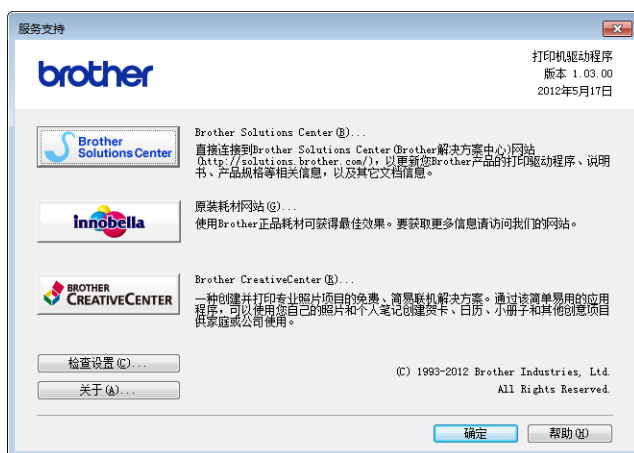 服务支持
brother
打印机驱动程序
版本 1.03.00
2012年5月17日
Brother
Solutions Center
Brother Solutions Center(B)...
直接连接到Brother Solutions Center(Brother解决方案中心)网站
(http://solutions.brother.com/)，以更新您Brother产品的打印驱动程序、说明
书、产品规格等相关信息，以及其它文档信息。
innobella
原装耗材网站(G)...
使用Brother正品耗材可获得最佳效果。要获取更多信息请访问我们的网站。
BROTHER
CREATIVECENTER
Brother CreativeCenter(R)...
一种创建并打印专业照片项目的免费、简易联机解决方案。通过该简单易用的应用
程序，可以使用您自己的照片和个人笔记创建贺卡、日历、小册子和其他创意项目
供家庭或公司使用。
检查设置(C)...
关于(A)...
(C) 1993-2012 Brother Industries, Ltd.
All Rights Reserved.
确定
帮助(H)